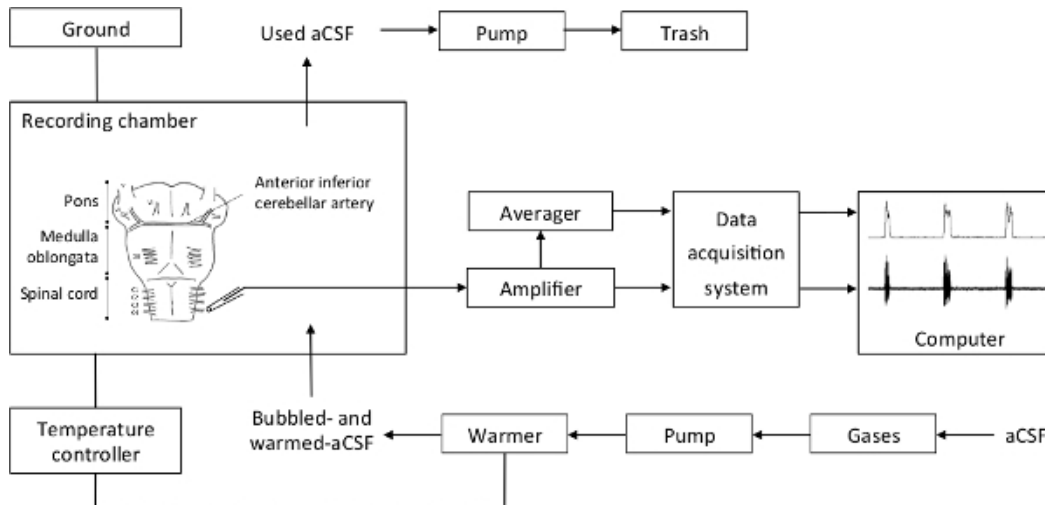 Ground
Used aCSF
Pump
Trash
Recording chamber
Pons
Anterior inferior
cerebellar artery
Medulla
oblongata
Spinal cord
Averager
Amplifier
Data
acquisition
system
Computer
Temperature
controller
Bubbled- and
warmed-aCSF
Warmer
Pump
Gases
aCSF